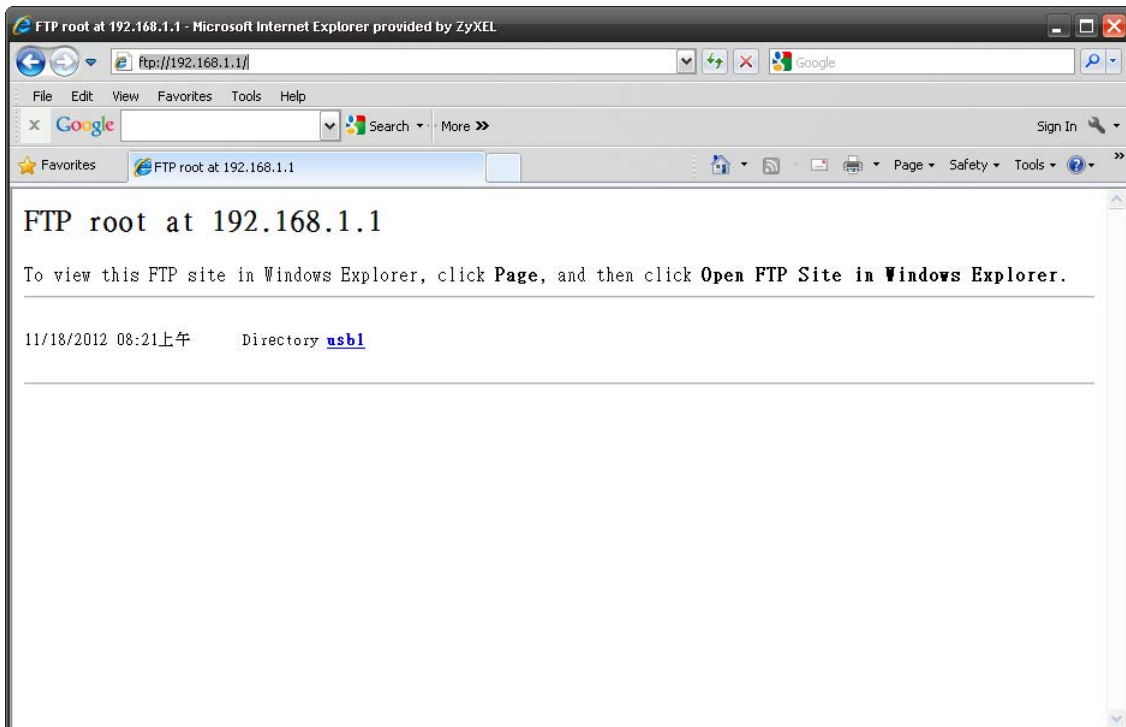 FTP root at 192.168.1.1 - Microsoft Internet Explorer provided by ZyXEL
ftp://192.168.1.1/
Google
File Edit View Favorites Tools Help
x Google Search More »
Sign In
Favorites
FTP root at 192.168.1.1
Page Safety Tools »
FTP root at 192.168.1.1
To view this FTP site in Windows Explorer, click Page, and then click Open FTP Site in Windows Explorer.
11/18/2012 08:21上午 Directory usb1